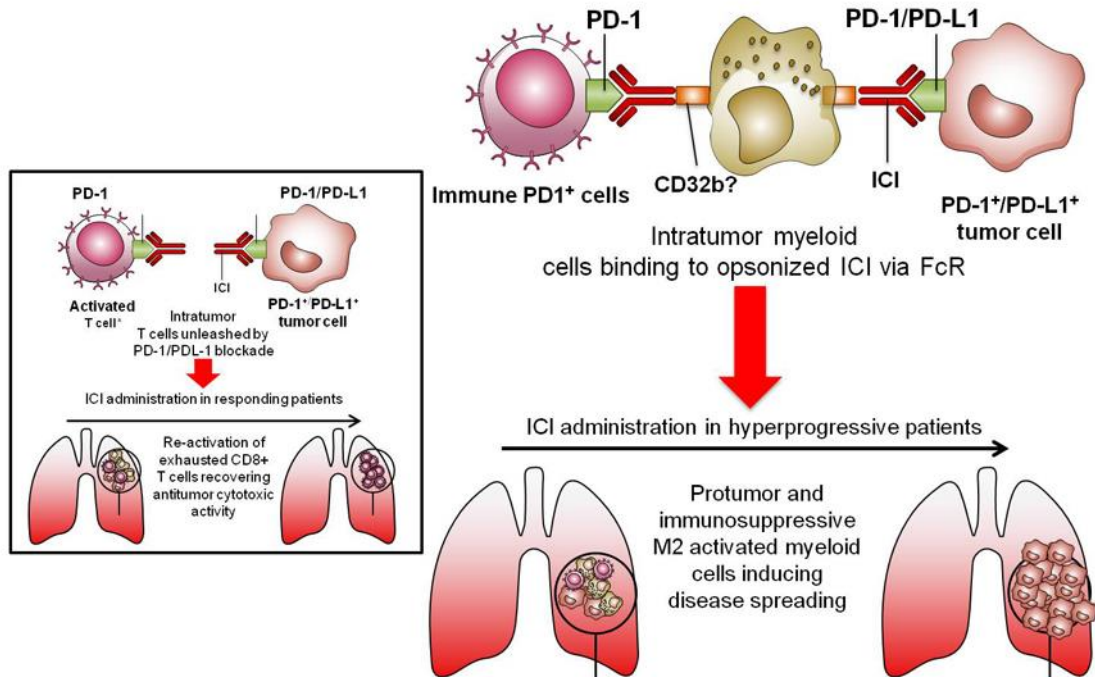 PD-1
PD-1/PD-L1
CD32b?
ICI
Immune PD1⁺ cells
PD-1⁺/PD-L1⁺
tumor cell
Intratumor myeloid
cells binding to opsonized ICI via FcR
ICI administration in hyperprogressive patients
Protumor and
immunosuppressive
M2 activated myeloid
cells inducing
disease spreading
PD-1
PD-1/PD-L1
ICI
Activated
T cell⁺
PD-1⁺/PD-L1⁺
tumor cell
Intratumor
T cells unleashed by
PD-1/PDL-1 blockade
ICI administration in responding patients
Re-activation of
exhausted CD8+
T cells recovering
antitumor cytotoxic
activity